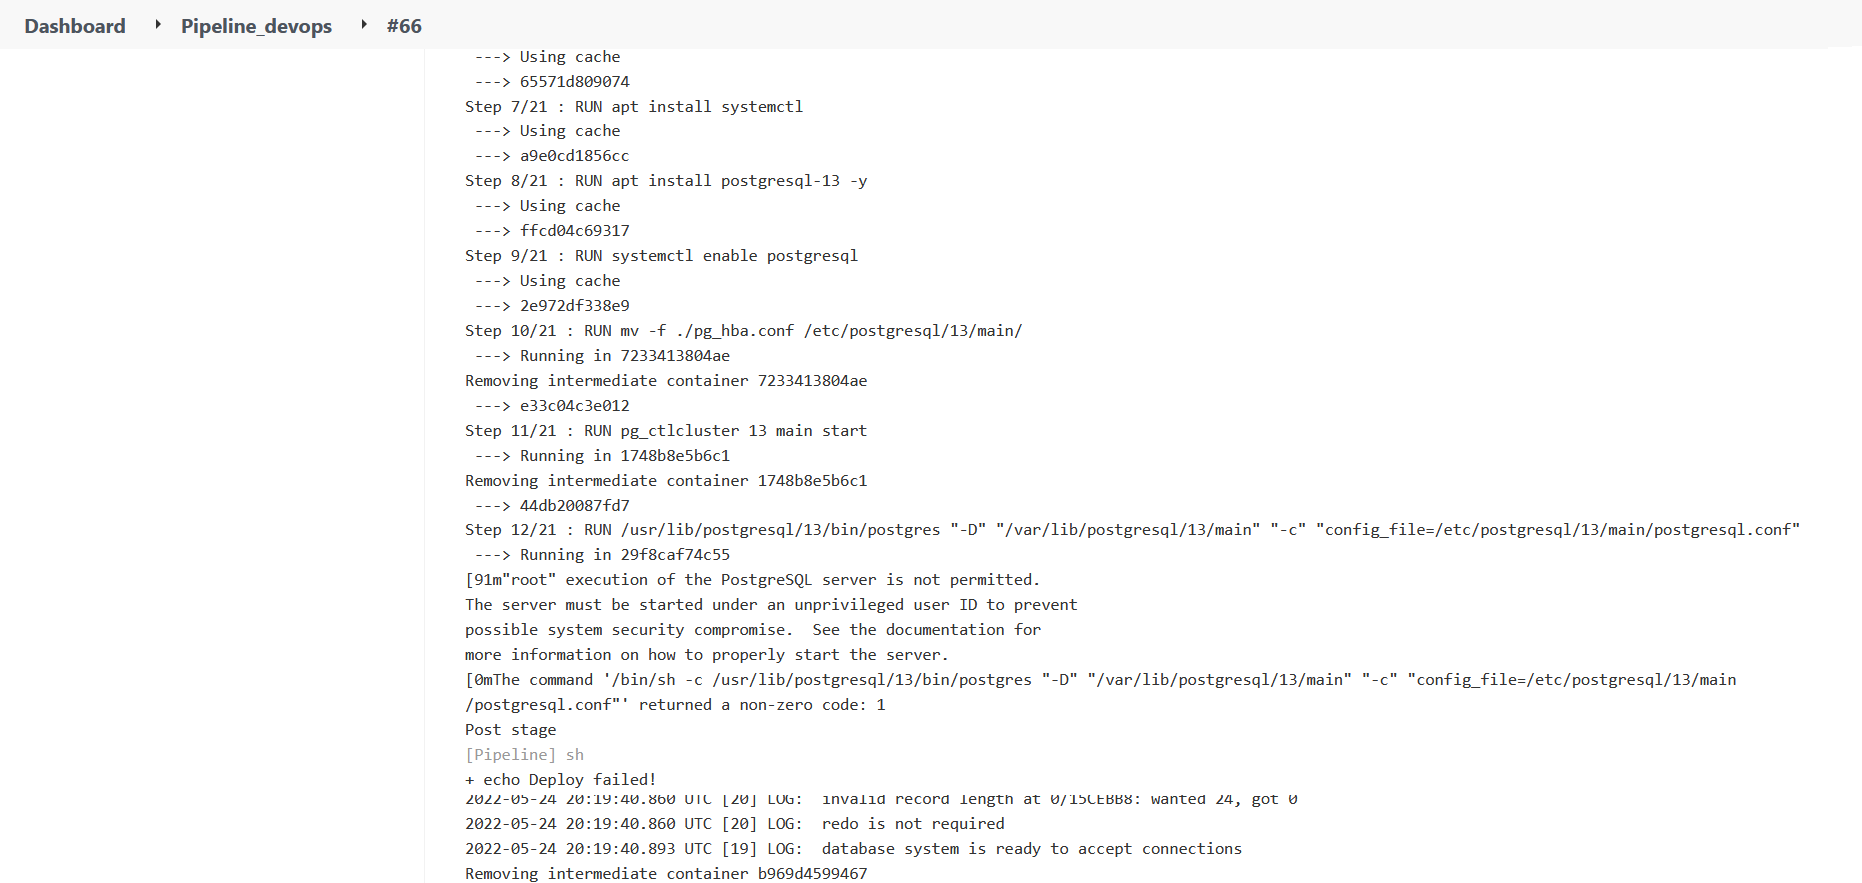 Dashboard Pipeline_devops #66
---> Using cache
---> 65571d809074
Step 7/21 : RUN apt install systemctl
---> Using cache
---> a9e0cd1856cc
Step 8/21 : RUN apt install postgresql-13 -y
---> Using cache
---> ffcd04c69317
Step 9/21 : RUN systemctl enable postgresql
---> Using cache
---> 2e972df338e9
Step 10/21 : RUN mv -f ./pg_hba.conf /etc/postgresql/13/main/
---> Running in 7233413804ae
Removing intermediate container 7233413804ae
---> e33c04c3e012
Step 11/21 : RUN pg_ctlcluster 13 main start
---> Running in 1748b8e5b6c1
Removing intermediate container 1748b8e5b6c1
---> 44db20087fd7
Step 12/21 : RUN /usr/lib/postgresql/13/bin/postgres "-D" "/var/lib/postgresql/13/main" "-c" "config_file=/etc/postgresql/13/main/postgresql.conf"
---> Running in 29f8caf74c55
[91m"root" execution of the PostgreSQL server is not permitted.
The server must be started under an unprivileged user ID to prevent
possible system security compromise.  See the documentation for
more information on how to properly start the server.
[0mThe command '/bin/sh -c /usr/lib/postgresql/13/bin/postgres "-D" "/var/lib/postgresql/13/main" "-c" "config_file=/etc/postgresql/13/main
/postgresql.conf"' returned a non-zero code: 1
Post stage
[Pipeline] sh
+ echo Deploy failed!
2022-05-24 20:19:40.860 UTC [20] LOG:  invalid record length at 0/15CEBB8: wanted 24, got 0
2022-05-24 20:19:40.860 UTC [20] LOG:  redo is not required
2022-05-24 20:19:40.893 UTC [19] LOG:  database system is ready to accept connections
Removing intermediate container b969d4599467